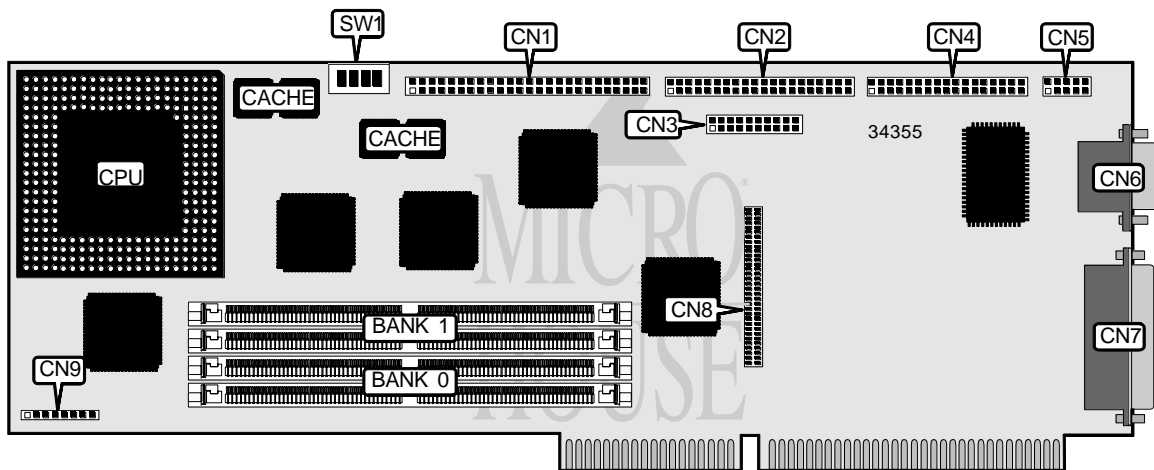 SW1
CN1
CN2
CN4
CN5
CACHE
CACHE
CN3
34355
CPU
CN6
MICRO
HOUSE
CN8
BANK 1
CN7
CN9
BANK 0